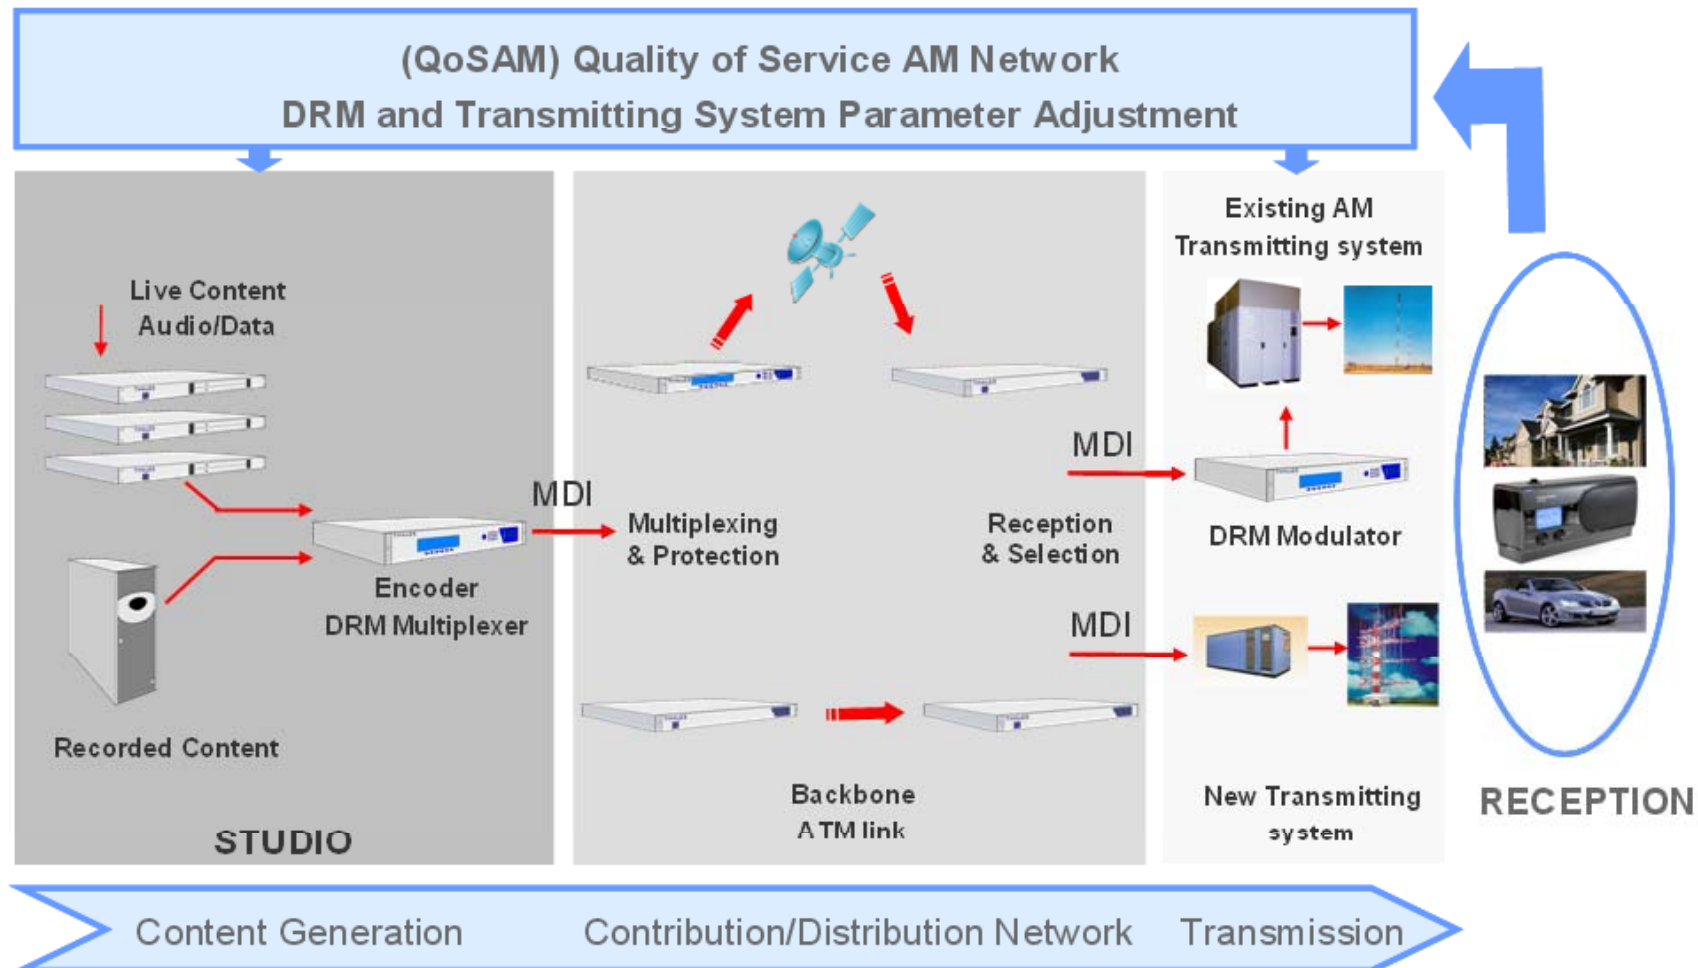 (QoSAM) Quality of Service AM Network
DRM and Transmitting System Parameter Adjustment
Live Content
Audio/Data
MDI
Encoder
DRM Multiplexer
Recorded Content
STUDIO
Multiplexing
& Protection
Reception
& Selection
Backbone
ATM link
MDI
MDI
Existing AM
Transmitting system
DRM Modulator
New Transmitting
system
RECEPTION
Content Generation
Contribution/Distribution Network
Transmission